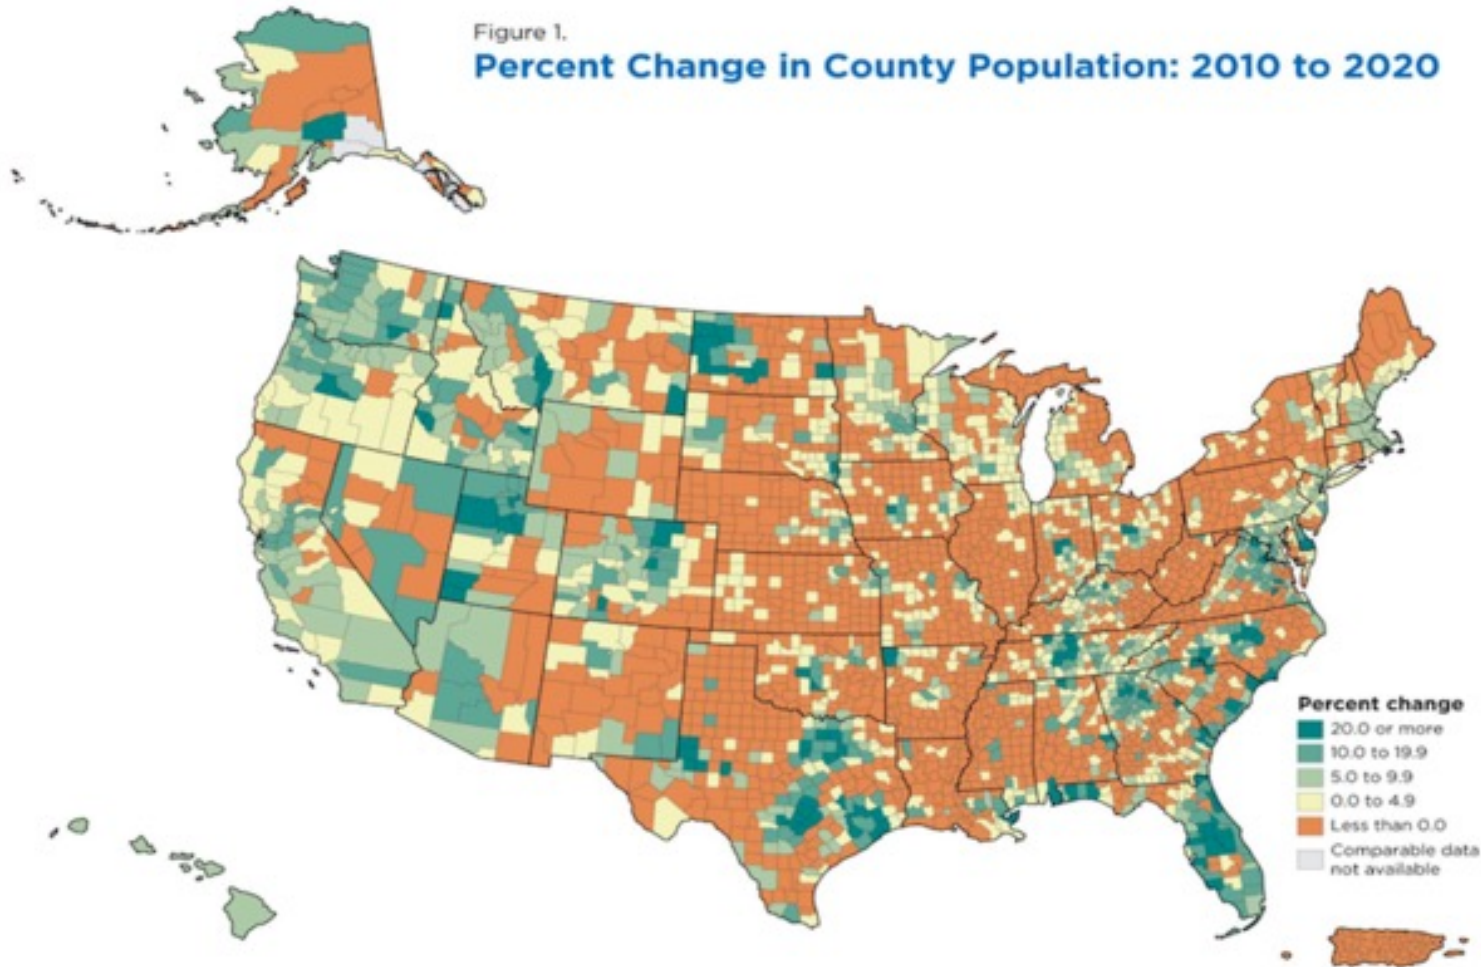 Figure 1.
Percent Change in County Population: 2010 to 2020
Percent change
20.0 or more
10.0 to 19.9
5.0 to 9.9
0.0 to 4.9
Less than 0.0
Comparable data
not available